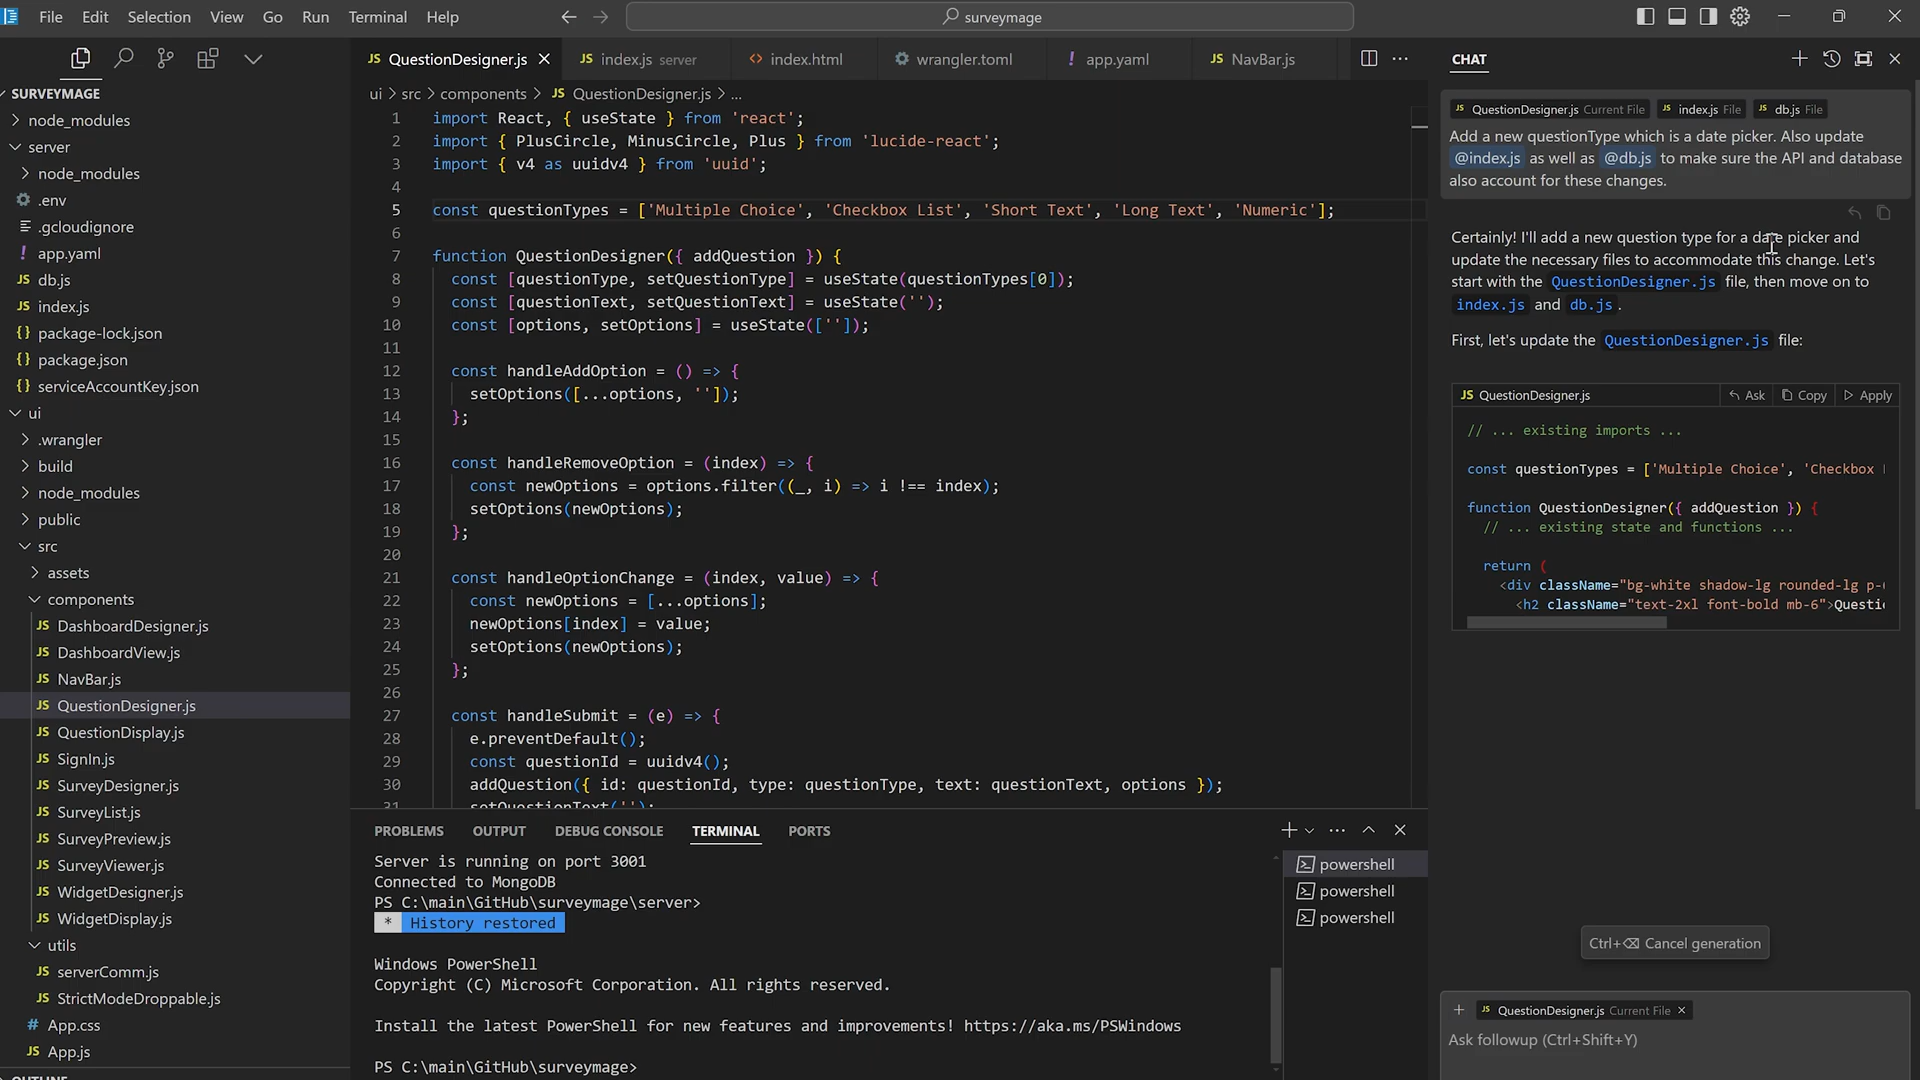 File Edit Selection View Go Run Terminal Help
surveymage
SURVEYMAGE
node_modules
server
node_modules
.env
.gcloudignore
app.yaml
db.js
index.js
package-lock.json
package.json
serviceAccountKey.json
ui
.wrangler
build
node_modules
public
src
assets
components
DashboardDesigner.js
DashboardView.js
NavBar.js
QuestionDesigner.js
QuestionDisplay.js
SignIn.js
SurveyDesigner.js
SurveyList.js
SurveyPreview.js
SurveyViewer.js
WidgetDesigner.js
WidgetDisplay.js
utils
serverComm.js
StrictModeDroppable.js
App.css
App.js
OUTLINE
JS QuestionDesigner.js JS index.js server <> index.html wrangler.toml ! app.yaml JS NavBar.js
ui > src > components > JS QuestionDesigner.js > ...
1 import React, { useState } from 'react';
2 import { PlusCircle, MinusCircle, Plus } from 'lucide-react';
3 import { v4 as uuidv4 } from 'uuid';
4
5 const questionTypes = ['Multiple Choice', 'Checkbox List', 'Short Text', 'Long Text', 'Numeric'];
6
7 function QuestionDesigner({ addQuestion }) {
8 const [questionType, setQuestionType] = useState(questionTypes[0]);
9 const [questionText, setQuestionText] = useState('');
10 const [options, setOptions] = useState(['']);
11
12 const handleAddOption = () => {
13 setOptions([...options, '']);
14 };
15
16 const handleRemoveOption = (index) => {
17 const newOptions = options.filter((_, i) => i !== index);
18 setOptions(newOptions);
19 };
20
21 const handleOptionChange = (index, value) => {
22 const newOptions = [...options];
23 newOptions[index] = value;
24 setOptions(newOptions);
25 };
26
27 const handleSubmit = (e) => {
28 e.preventDefault();
29 const questionId = uuidv4();
30 addQuestion({ id: questionId, type: questionType, text: questionText, options });
31 setQuestionText('');
PROBLEMS OUTPUT DEBUG CONSOLE TERMINAL PORTS
Server is running on port 3001
Connected to MongoDB
PS C:\main\GitHub\surveymage\server>
* History restored
Windows PowerShell
Copyright (C) Microsoft Corporation. All rights reserved.
Install the latest PowerShell for new features and improvements! https://aka.ms/PSWindows
PS C:\main\GitHub\surveymage>
powershell
powershell
powershell
CHAT
JS QuestionDesigner.js Current File JS index.js File JS db.js File
Add a new questionType which is a date picker. Also update
@index.js as well as @db.js to make sure the API and database
also account for these changes.
Certainly! I'll add a new question type for a date picker and
update the necessary files to accommodate this change. Let's
start with the QuestionDesigner.js file, then move on to
index.js and db.js .
First, let's update the QuestionDesigner.js file:
JS QuestionDesigner.js Ask Copy Apply
// ... existing imports ...
const questionTypes = ['Multiple Choice', 'Checkbox
function QuestionDesigner({ addQuestion }) {
// ... existing state and functions ...
return (
<div className="bg-white shadow-lg rounded-lg p-
<h2 className="text-2xl font-bold mb-6">Questi
Ctrl+⌫ Cancel generation
+ JS QuestionDesigner.js Current File ×
Ask followup (Ctrl+Shift+Y)